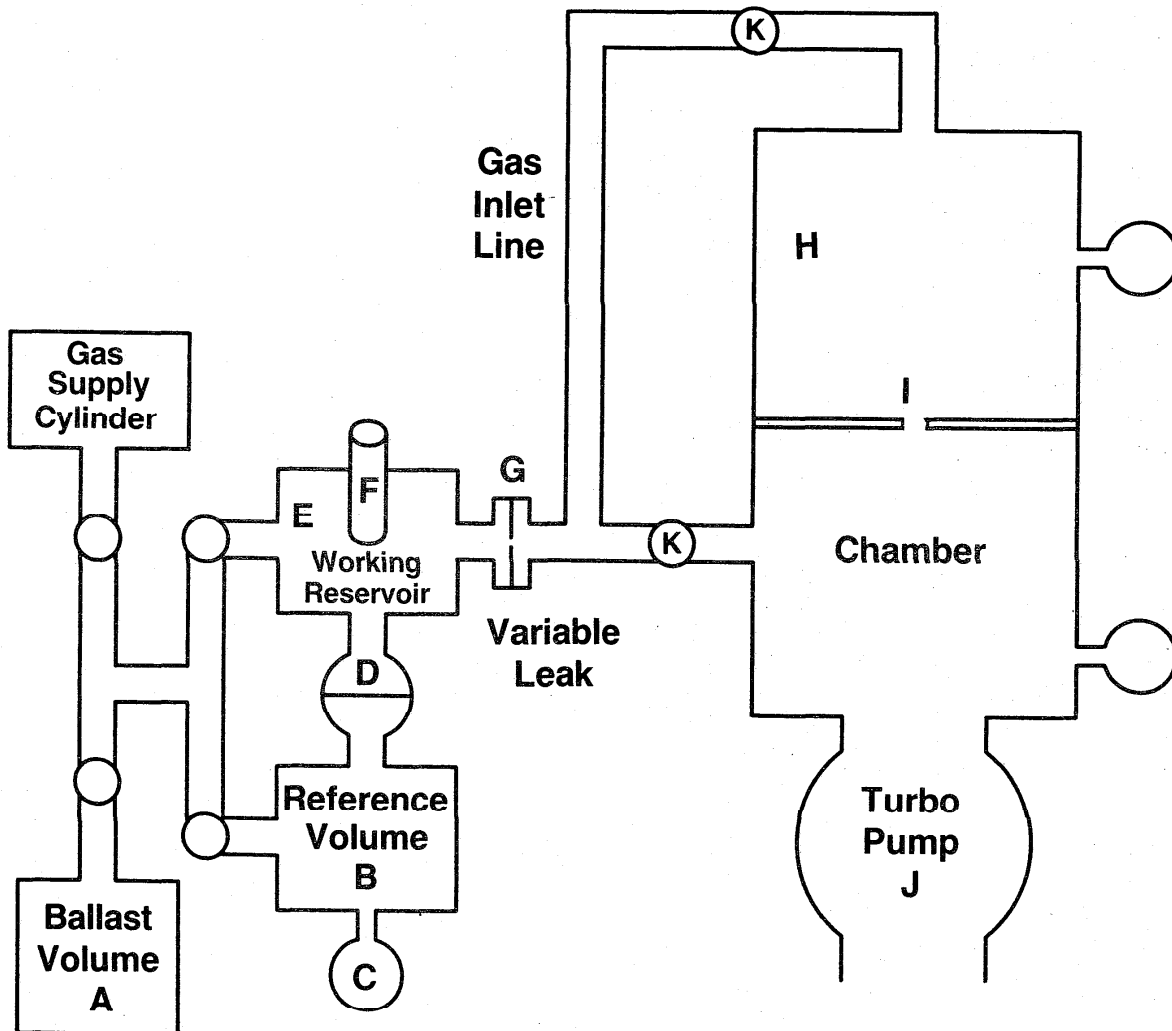 K
Gas
Inlet
Line
H
Gas
Supply
Cylinder
I
F
G
E
K
Chamber
Working
Reservoir
Variable
Leak
D
Reference
Volume
B
Turbo
Pump
J
Ballast
Volume
A
C